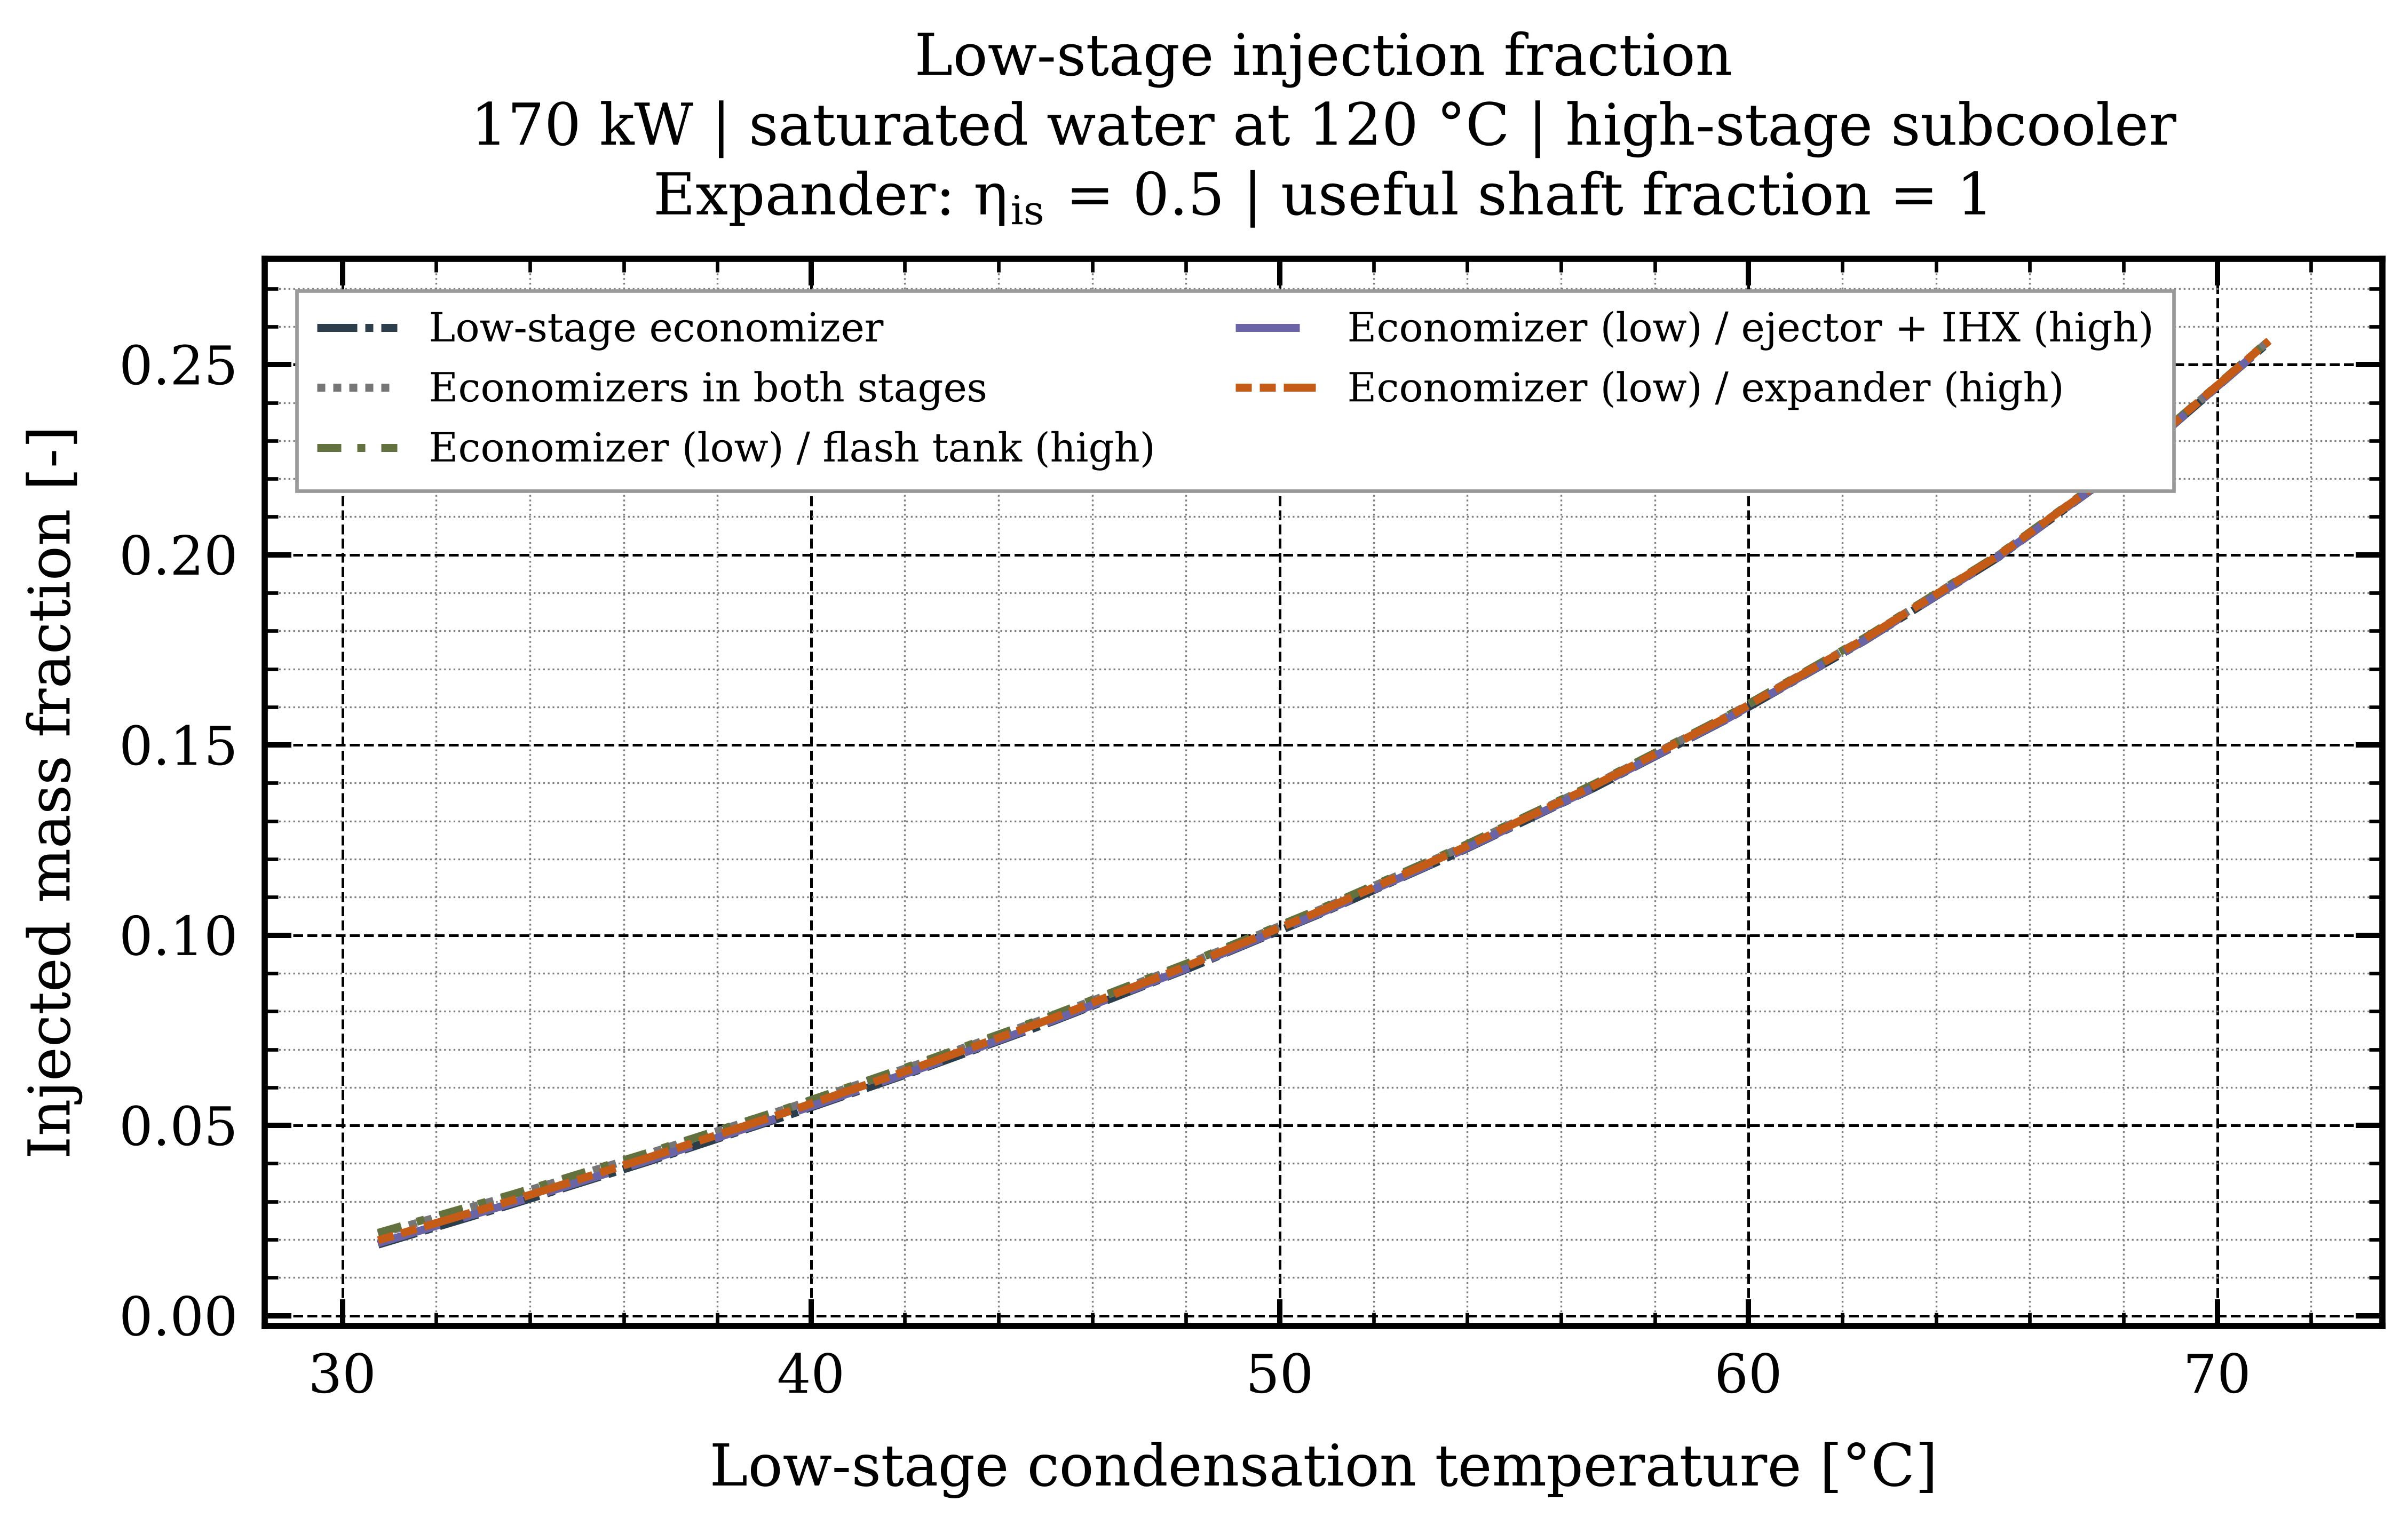 Low-stage injection fraction
170 kW | saturated water at 120 °C | high-stage subcooler
Expander: ηis = 0.5 | useful shaft fraction = 1
Low-stage economizer
Economizers in both stages
Economizer (low) / flash tank (high)
Economizer (low) / ejector + IHX (high)
Economizer (low) / expander (high)
Injected mass fraction [-]
0.25
0.20
0.15
0.10
0.05
0.00
30 40 50 60 70
Low-stage condensation temperature [°C]